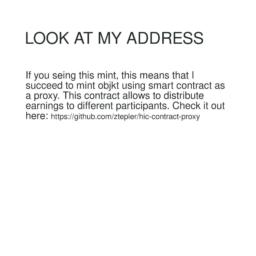 LOOK AT MY ADDRESS
If you seing this mint, this means that I
succeed to mint objkt using smart contract as
a proxy. This contract allows to distribute
earnings to different participants. Check it out
here: https://github.com/ztepler/hic-contract-proxy